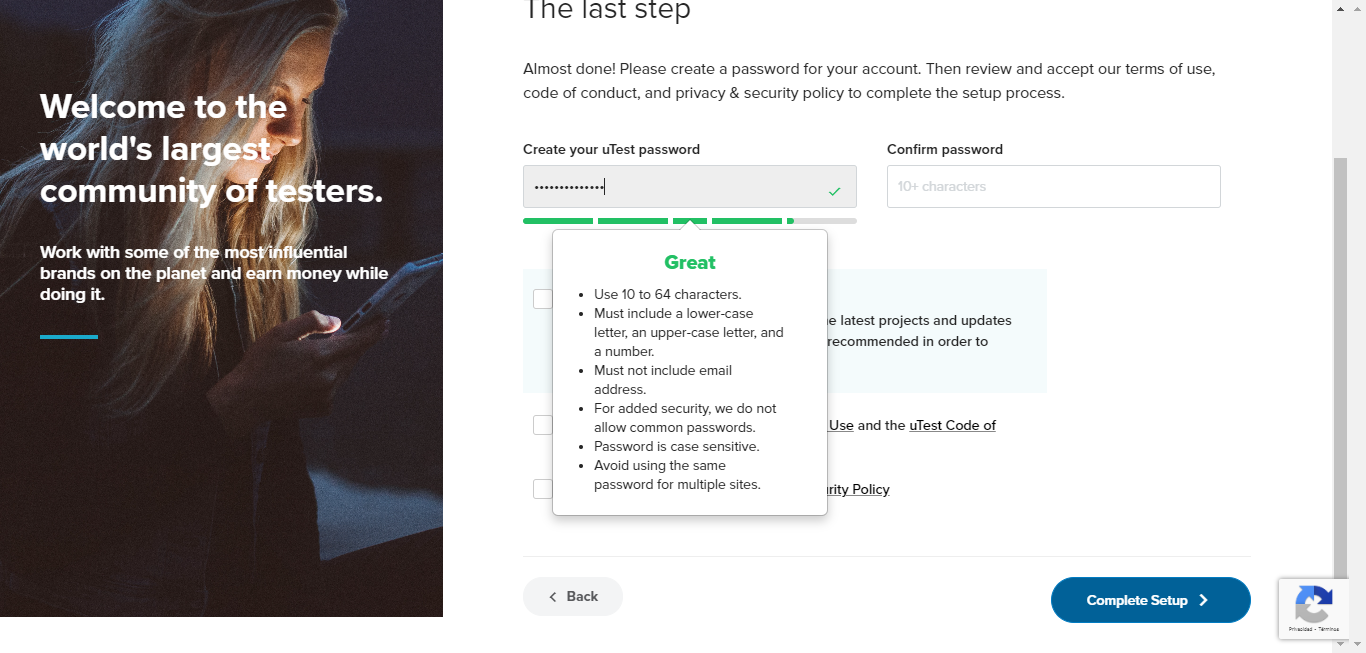 The last step
Welcome to the
world's largest
community of testers.
Work with some of the most influential
brands on the planet and earn money while
doing it.
Almost done! Please create a password for your account. Then review and accept our terms of use,
code of conduct, and privacy & security policy to complete the setup process.
Create your uTest password
Confirm password
••••••••••••••
10+ characters
Great
• Use 10 to 64 characters.
• Must include a lower-case
letter, an upper-case letter, and
a number.
• Must not include email
address.
• For added security, we do not
allow common passwords.
• Password is case sensitive.
• Avoid using the same
password for multiple sites.
latest projects and updates
recommended in order to
Use and the uTest Code of
Policy
Back
Complete Setup
Privacidad - Términos